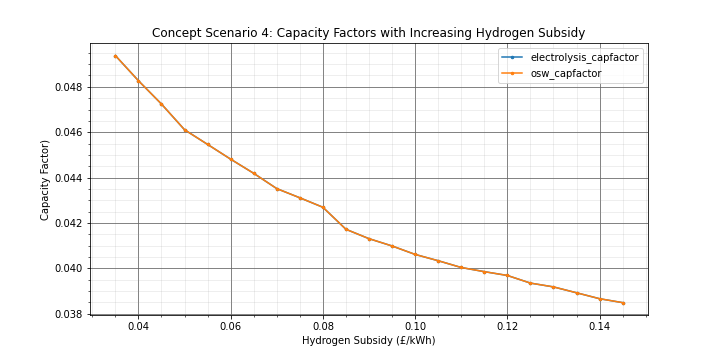 Concept Scenario 4: Capacity Factors with Increasing Hydrogen Subsidy
electrolysis_capfactor
osw_capfactor
0.048
0.046
0.044
0.042
0.040
0.038
Capacity Factor)
0.04 0.06 0.08 0.10 0.12 0.14
Hydrogen Subsidy (£/kWh)